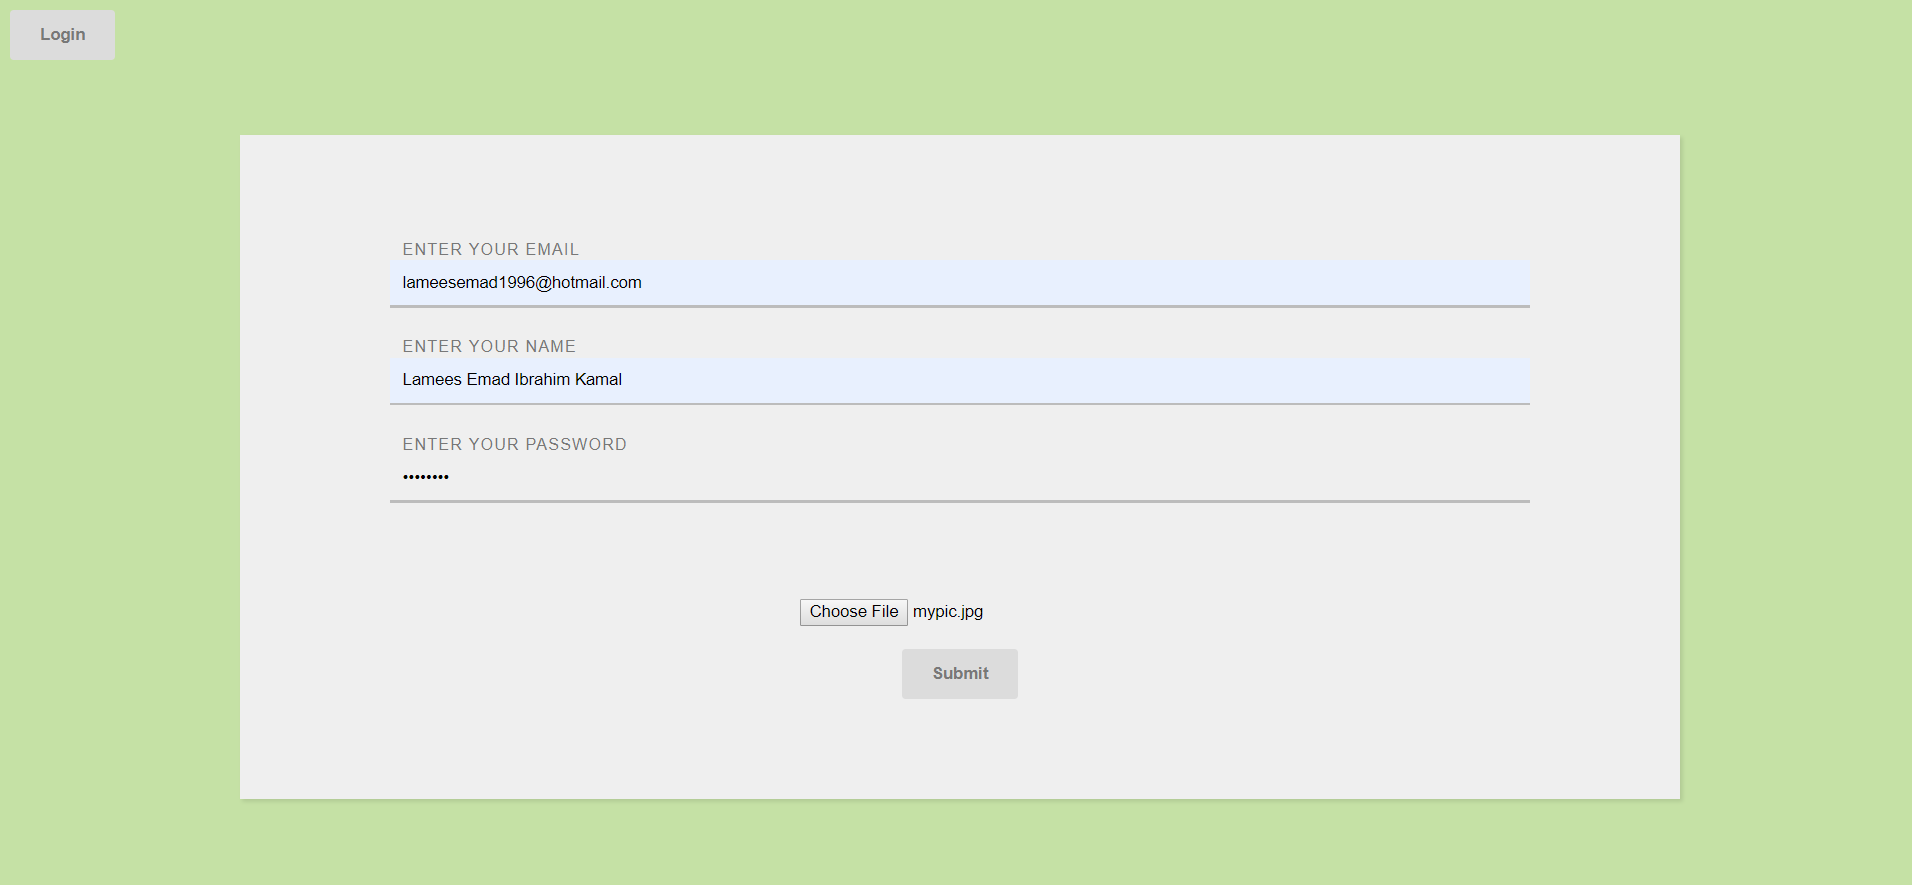 Login
ENTER YOUR EMAIL
lameesemad1996@hotmail.com
ENTER YOUR NAME
Lamees Emad Ibrahim Kamal
ENTER YOUR PASSWORD
••••••••
Choose File mypic.jpg
Submit